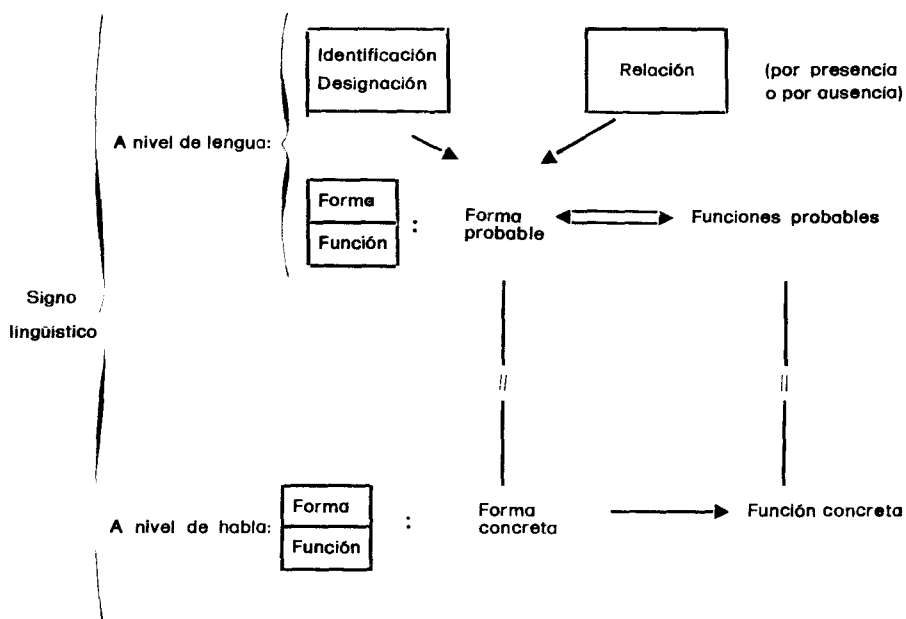 Identificación
Designación
Relación
(por presencia
o por ausencia)
A nivel de lengua:
Forma
Función
:
Forma
probable
Funciones probables
Signo
lingüístico
A nivel de habla:
Forma
Función
:
Forma
concreta
Función concreta